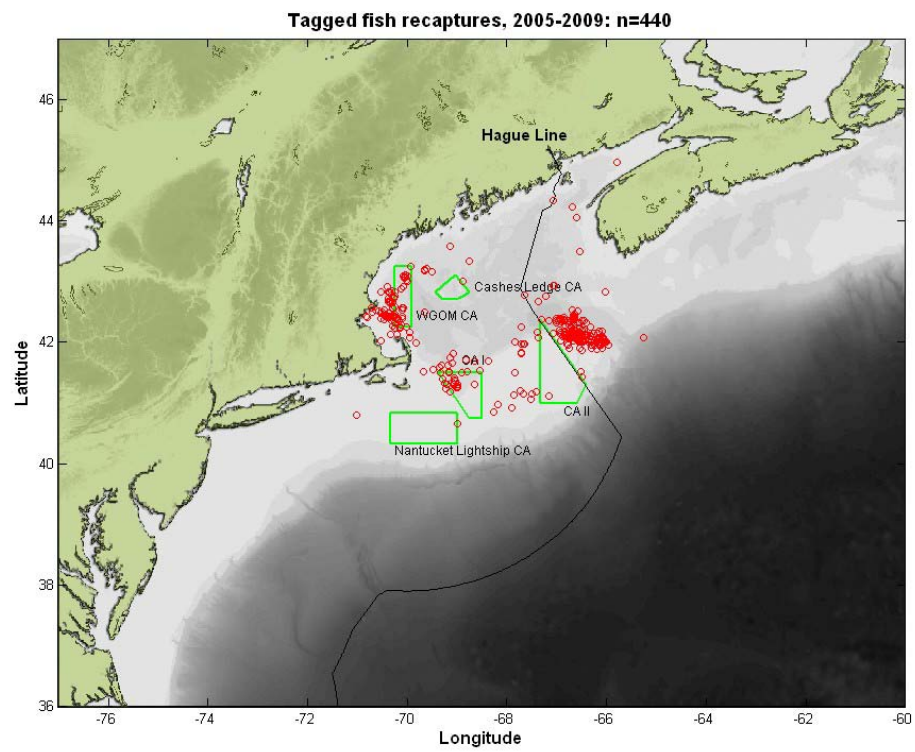 Tagged fish recaptures, 2005-2009: n=440
46
Hague Line
44
Cashes Ledge CA
WGOM CA
42
CA I
CA II
Nantucket Lightship CA
40
38
36
Latitude
-76
-74
-72
-70
-68
-66
-64
-62
-60
Longitude